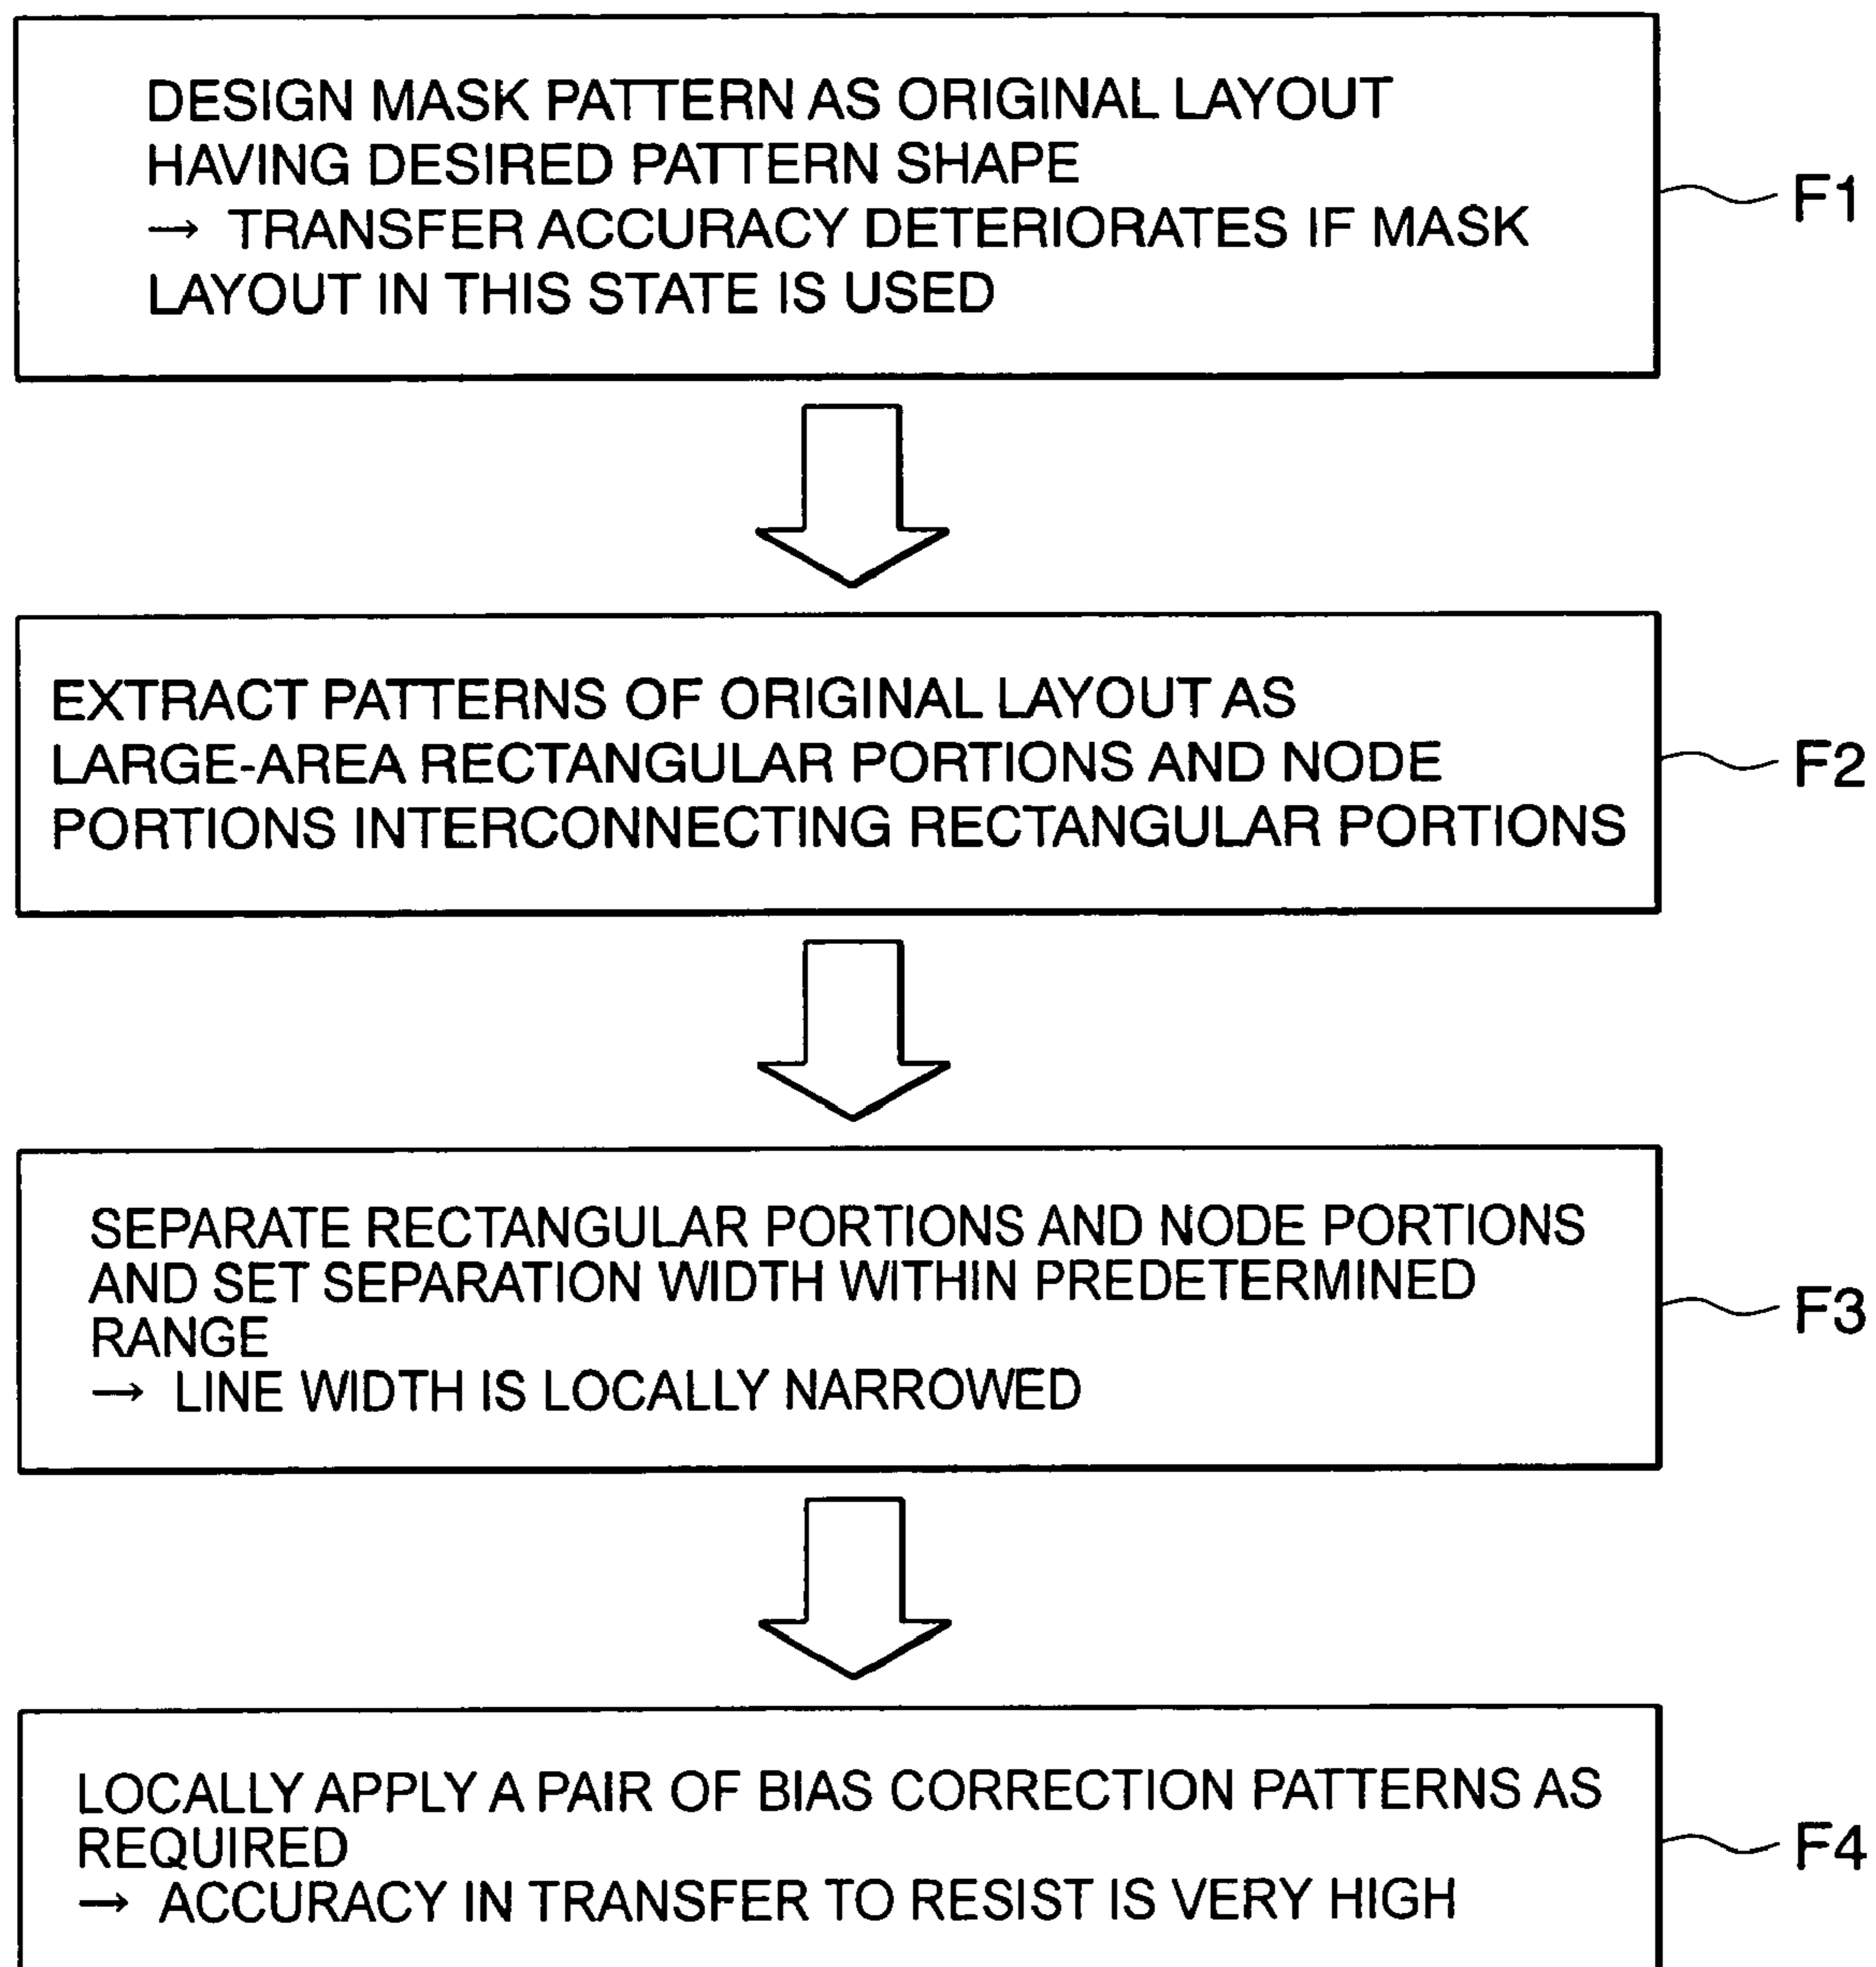 DESIGN MASK PATTERN AS ORIGINAL LAYOUT
HAVING DESIRED PATTERN SHAPE
→ TRANSFER ACCURACY DETERIORATES IF MASK
LAYOUT IN THIS STATE IS USED
F1
EXTRACT PATTERNS OF ORIGINAL LAYOUT AS
LARGE-AREA RECTANGULAR PORTIONS AND NODE
PORTIONS INTERCONNECTING RECTANGULAR PORTIONS
F2
SEPARATE RECTANGULAR PORTIONS AND NODE PORTIONS
AND SET SEPARATION WIDTH WITHIN PREDETERMINED
RANGE
→ LINE WIDTH IS LOCALLY NARROWED
F3
LOCALLY APPLY A PAIR OF BIAS CORRECTION PATTERNS AS
REQUIRED
→ ACCURACY IN TRANSFER TO RESIST IS VERY HIGH
F4